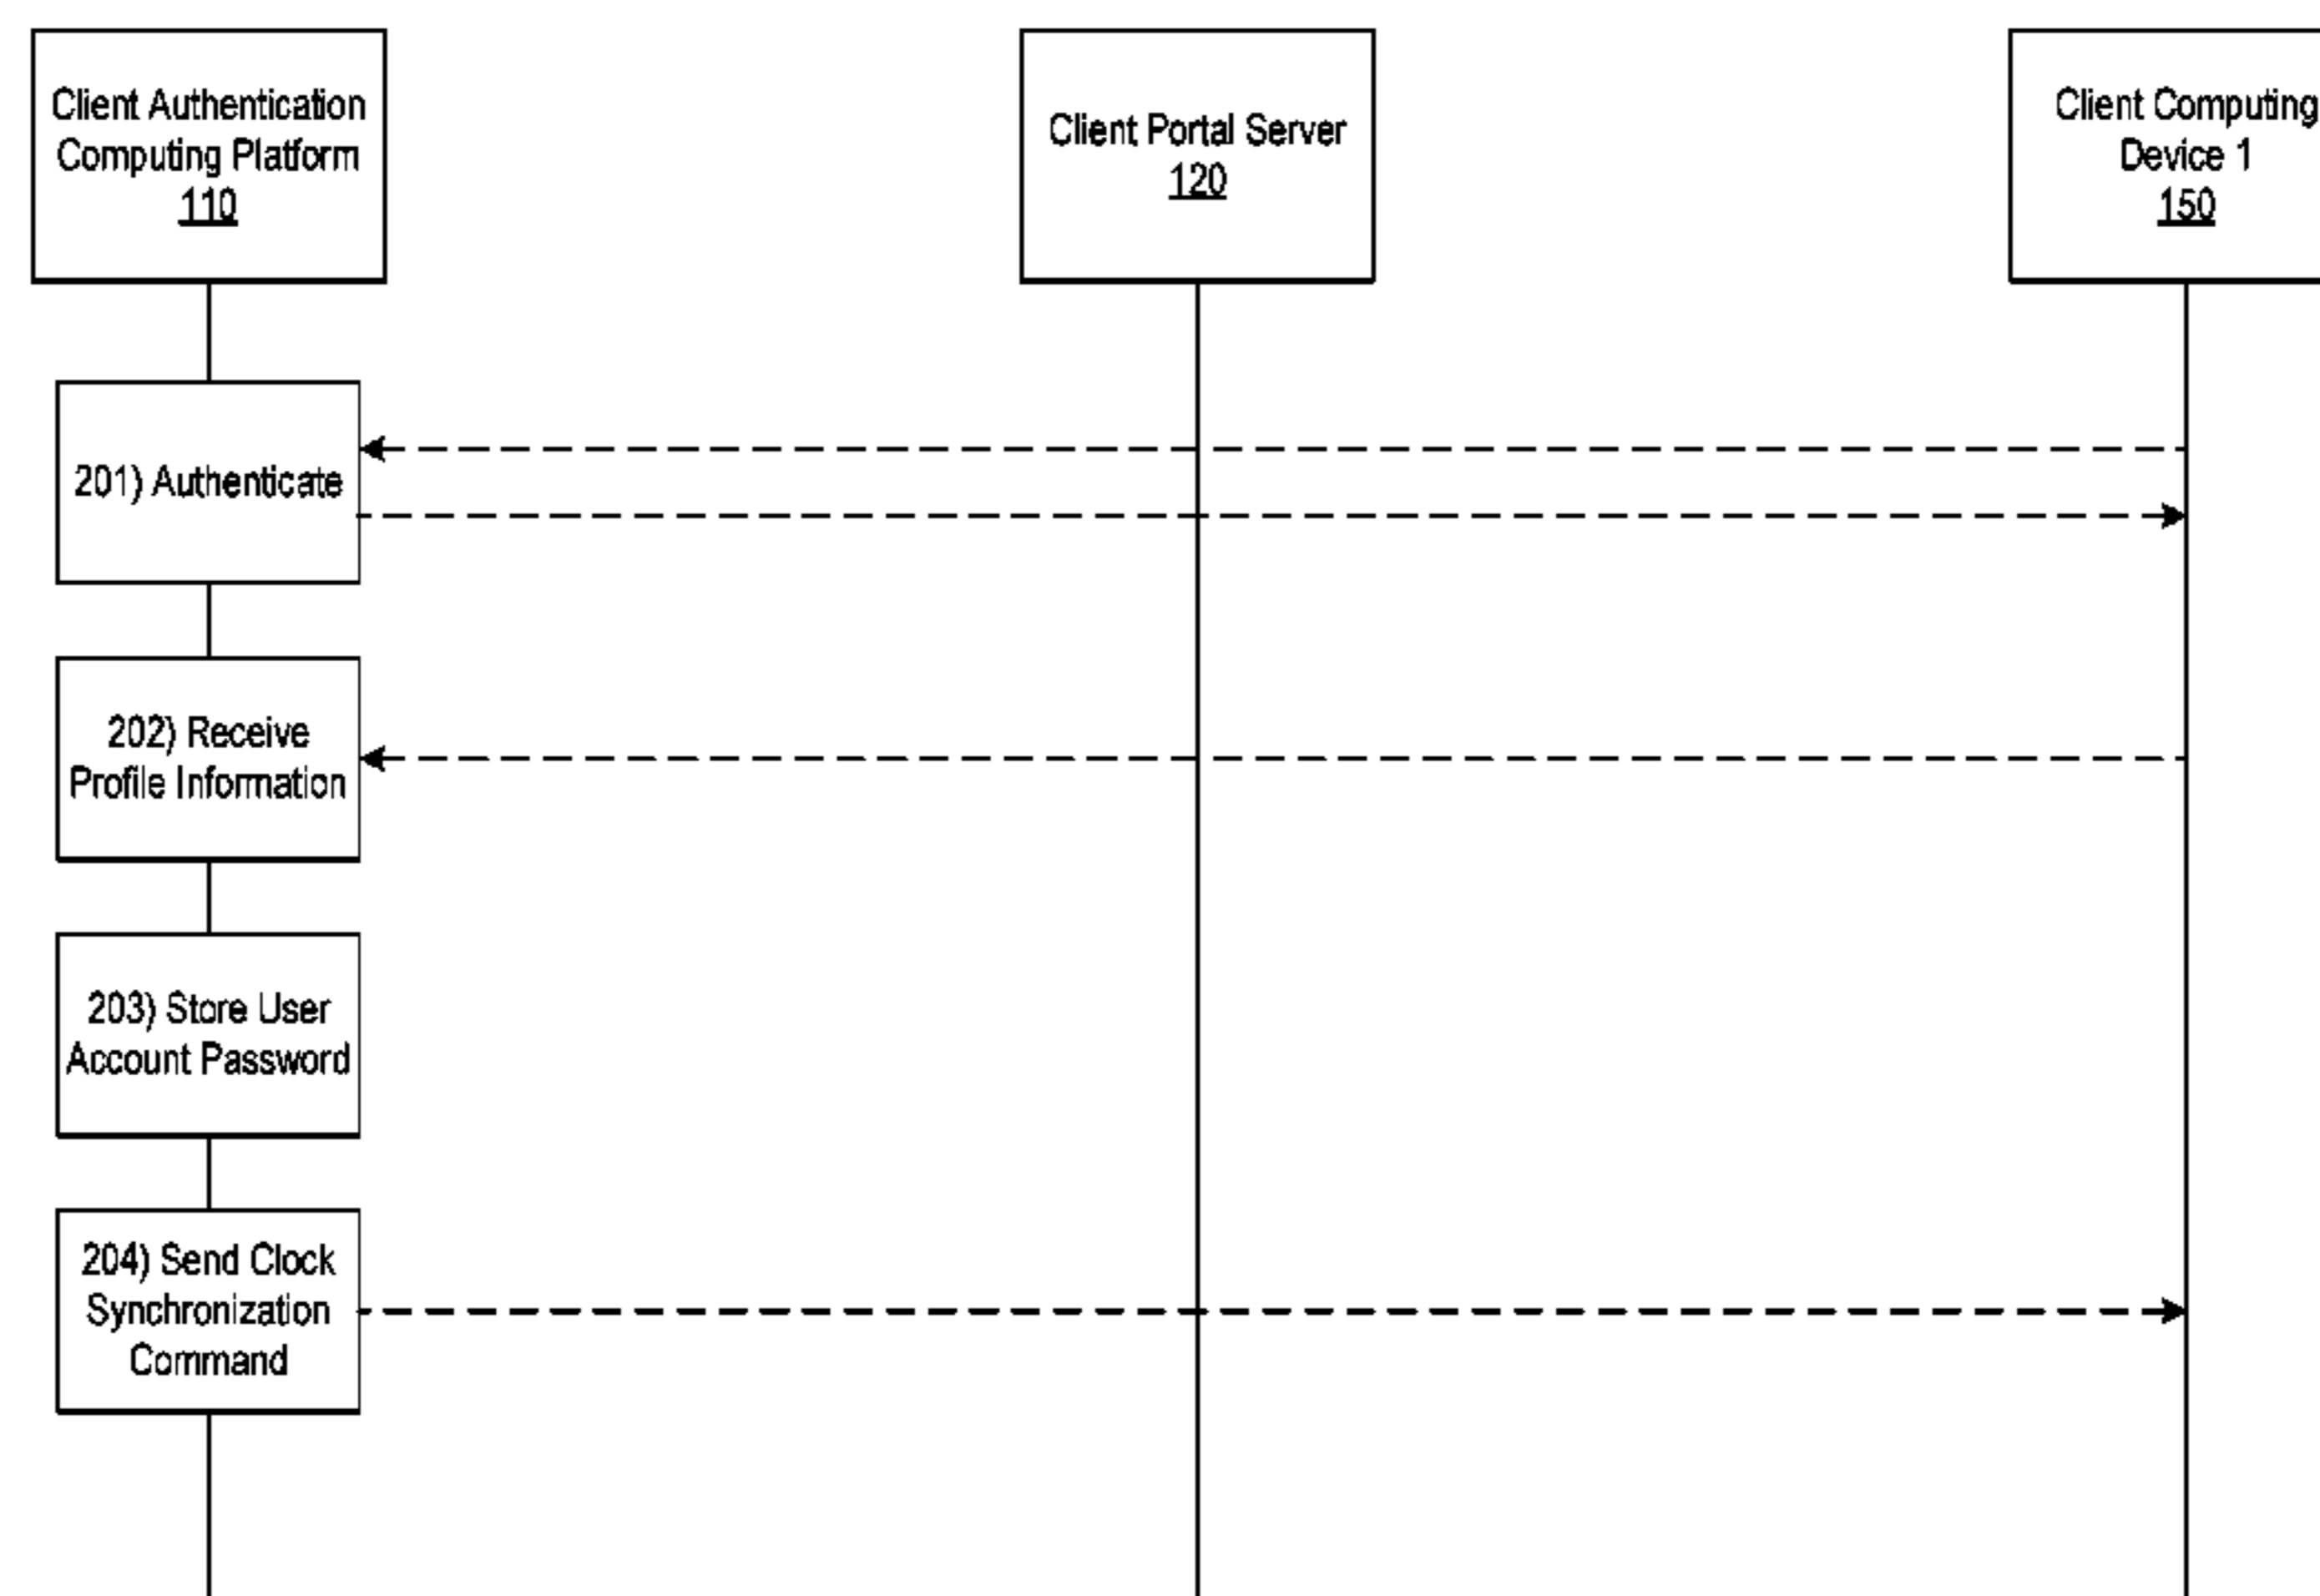 Client Authentication
Computing Platform
110
Client Portal Server
120
Client Computing
Device 1
150
201) Authenticate
202) Receive
Profile Information
203) Store User
Account Password
204) Send Clock
Synchronization
Command